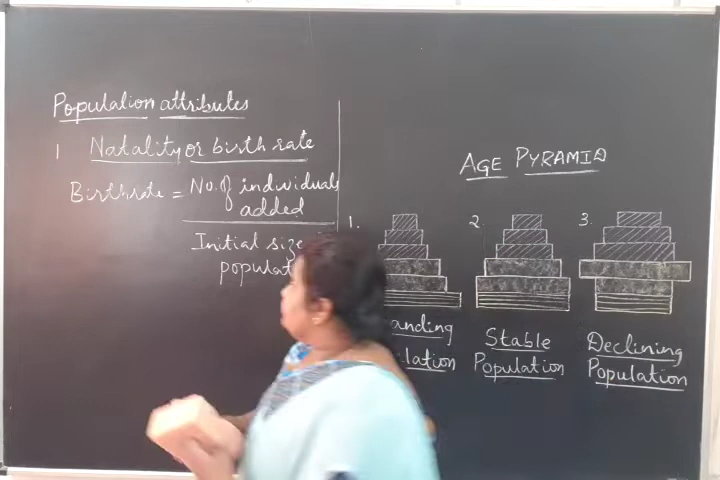 Population attributes
1 Natality or birth rate
Birthrate = No. of individuals
added
Initial size
AGE PYRAMID
1. 2. 3.
Stable
Population
Declining
Population